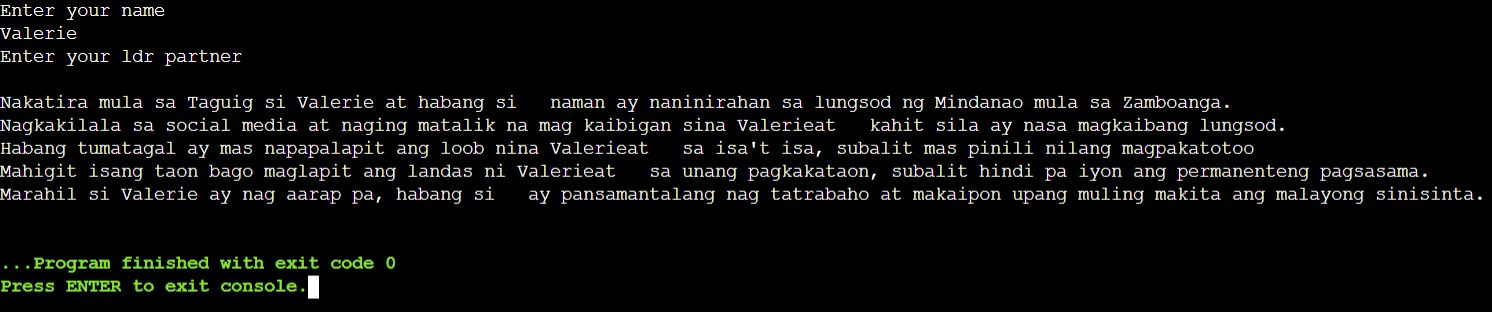 Enter your name
Valerie
Enter your ldr partner
Nakatira mula sa Taguig si Valerie at habang si   naman ay naninirahan sa lungsod ng Mindanao mula sa Zamboanga.
Nagkakilala sa social media at naging matalik na mag kaibigan sina Valerieat   kahit sila ay nasa magkaibang lungsod.
Habang tumatagal ay mas napapalapit ang loob nina Valerieat   sa isa't isa, subalit mas pinili nilang magpakatotoo
Mahigit isang taon bago maglapit ang landas ni Valerieat   sa unang pagkakataon, subalit hindi pa iyon ang permanenteng pagsasama.
Marahil si Valerie ay nag aarap pa, habang si   ay pansamantalang nag tatrabaho at makaipon upang muling makita ang malayong sinisinta.
...Program finished with exit code 0
Press ENTER to exit console.